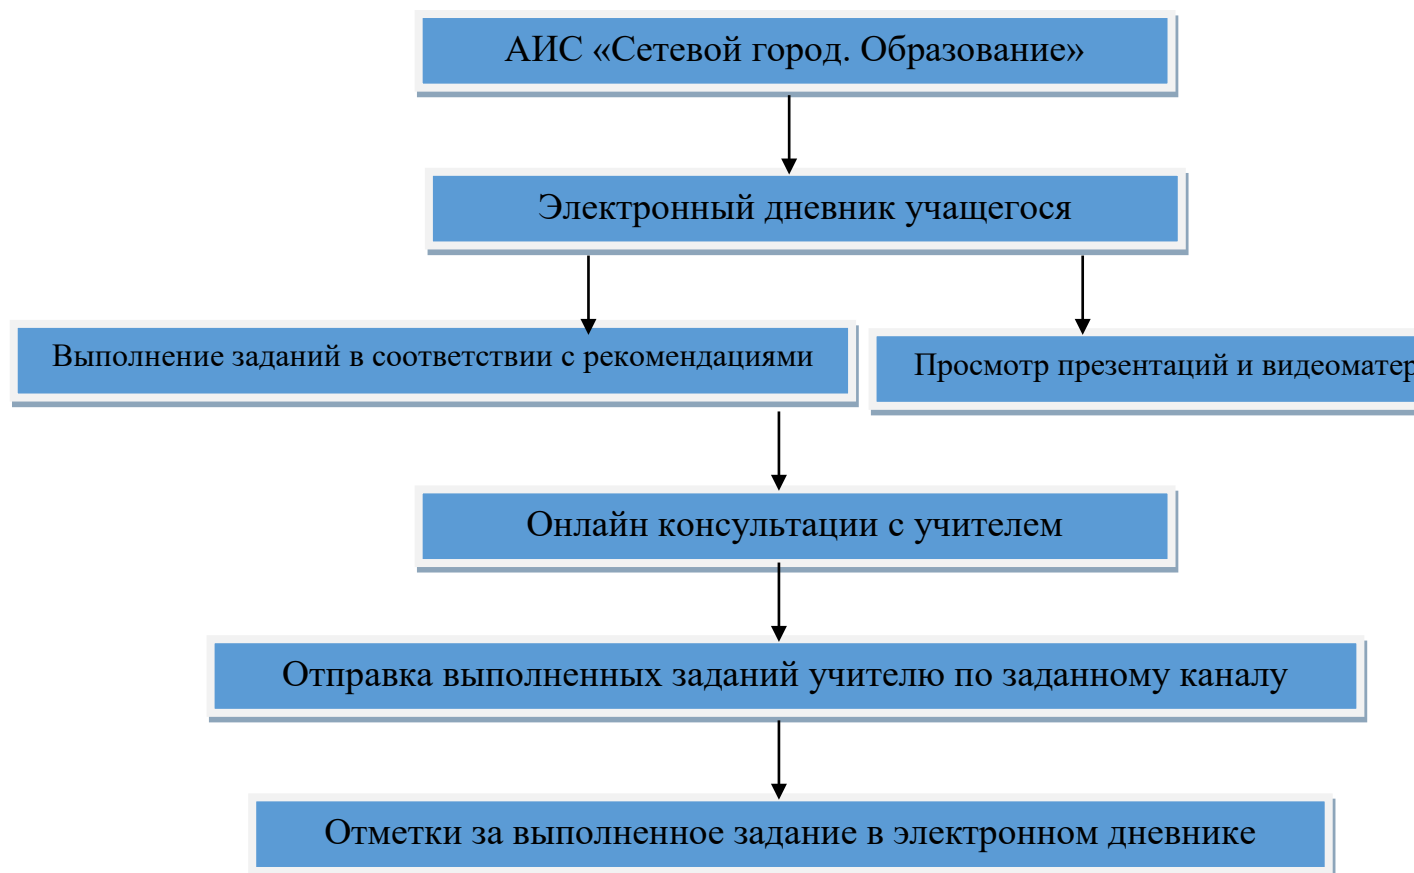 АИС «Сетевой город. Образование»
Электронный дневник учащегося
Выполнение заданий в соответствии с рекомендациями
Просмотр презентаций и
Онлайн консультации с учителем
Отправка выполненных заданий учителю по заданному каналу
Отметки за выполненное задание в электронном дневнике